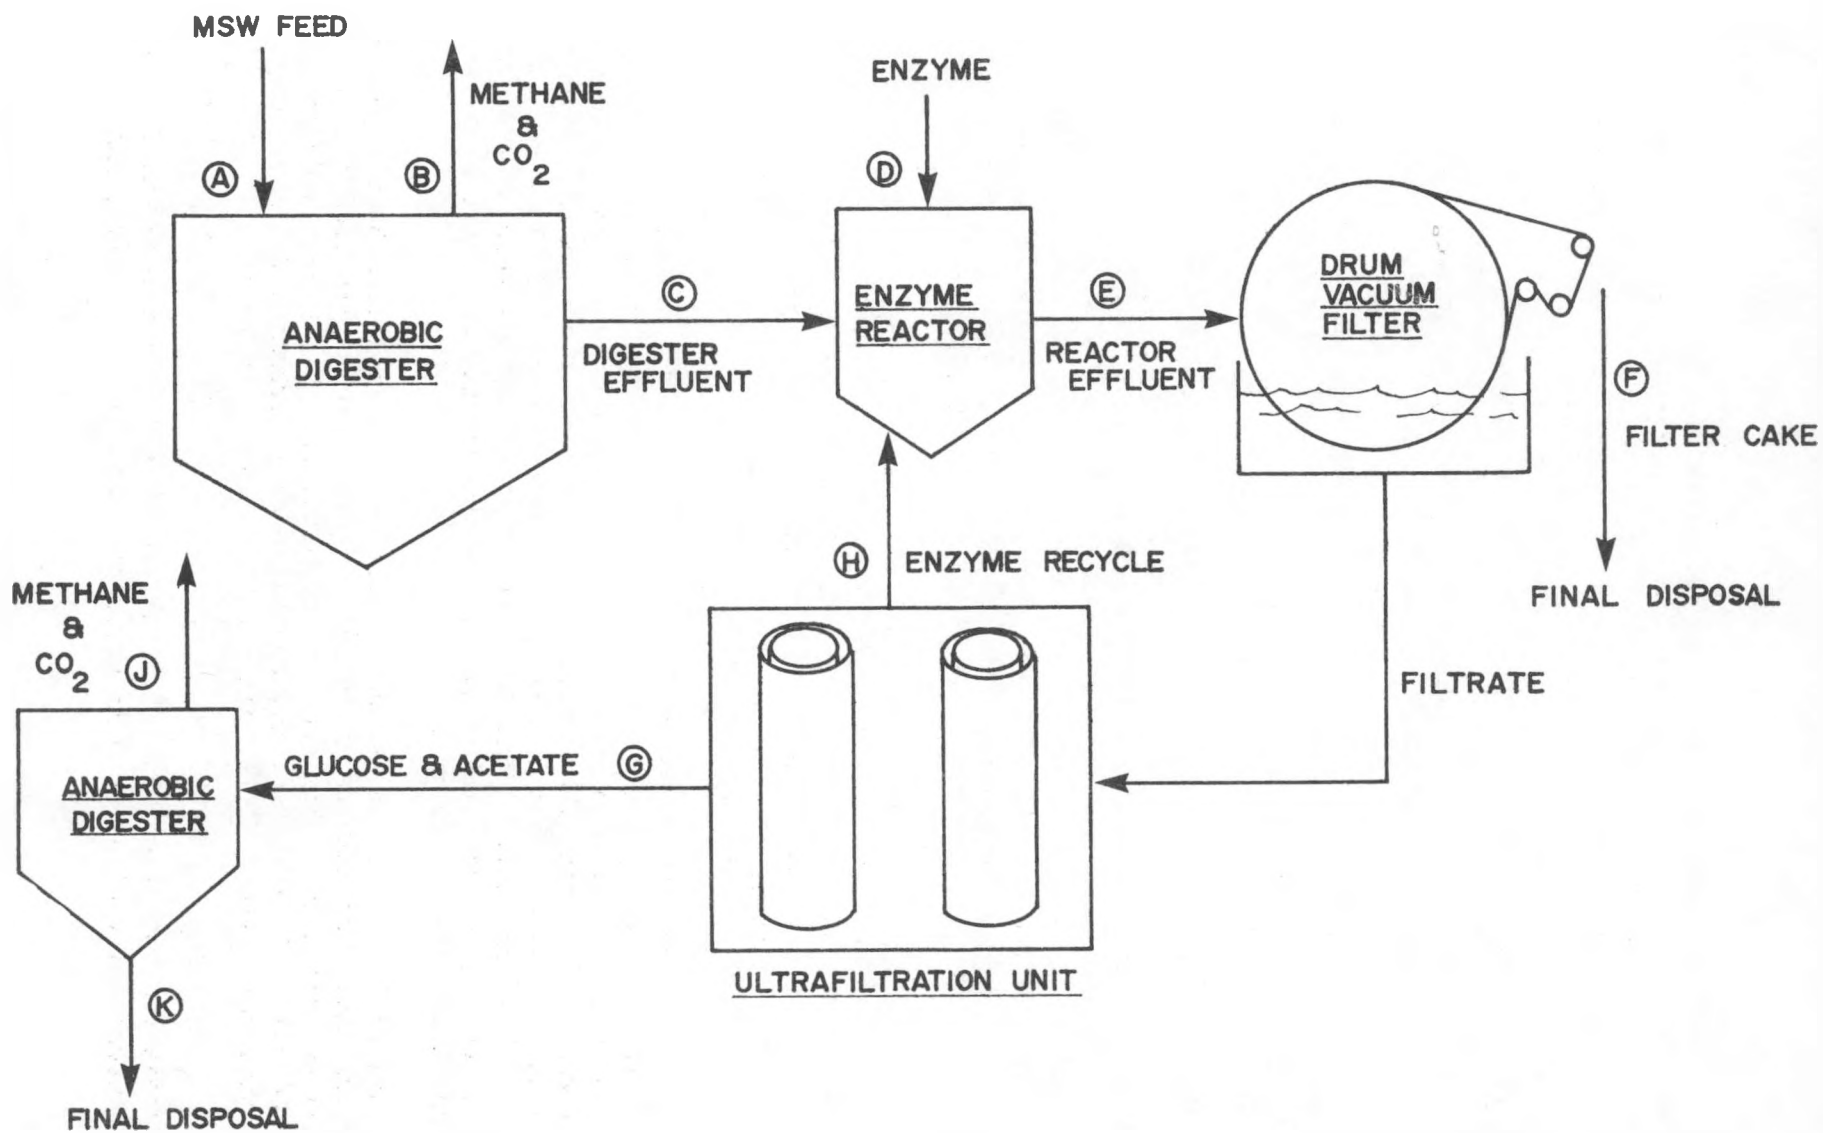 MSW FEED
METHANE
&
CO2
ENZYME
A
B
D
C
E
ANAEROBIC
DIGESTER
DIGESTER
EFFLUENT
ENZYME
REACTOR
REACTOR
EFFLUENT
DRUM
VACUUM
FILTER
F
FILTER CAKE
FINAL DISPOSAL
H
ENZYME RECYCLE
METHANE
&
CO2
J
FILTRATE
GLUCOSE & ACETATE
G
ANAEROBIC
DIGESTER
ULTRAFILTRATION UNIT
K
FINAL DISPOSAL